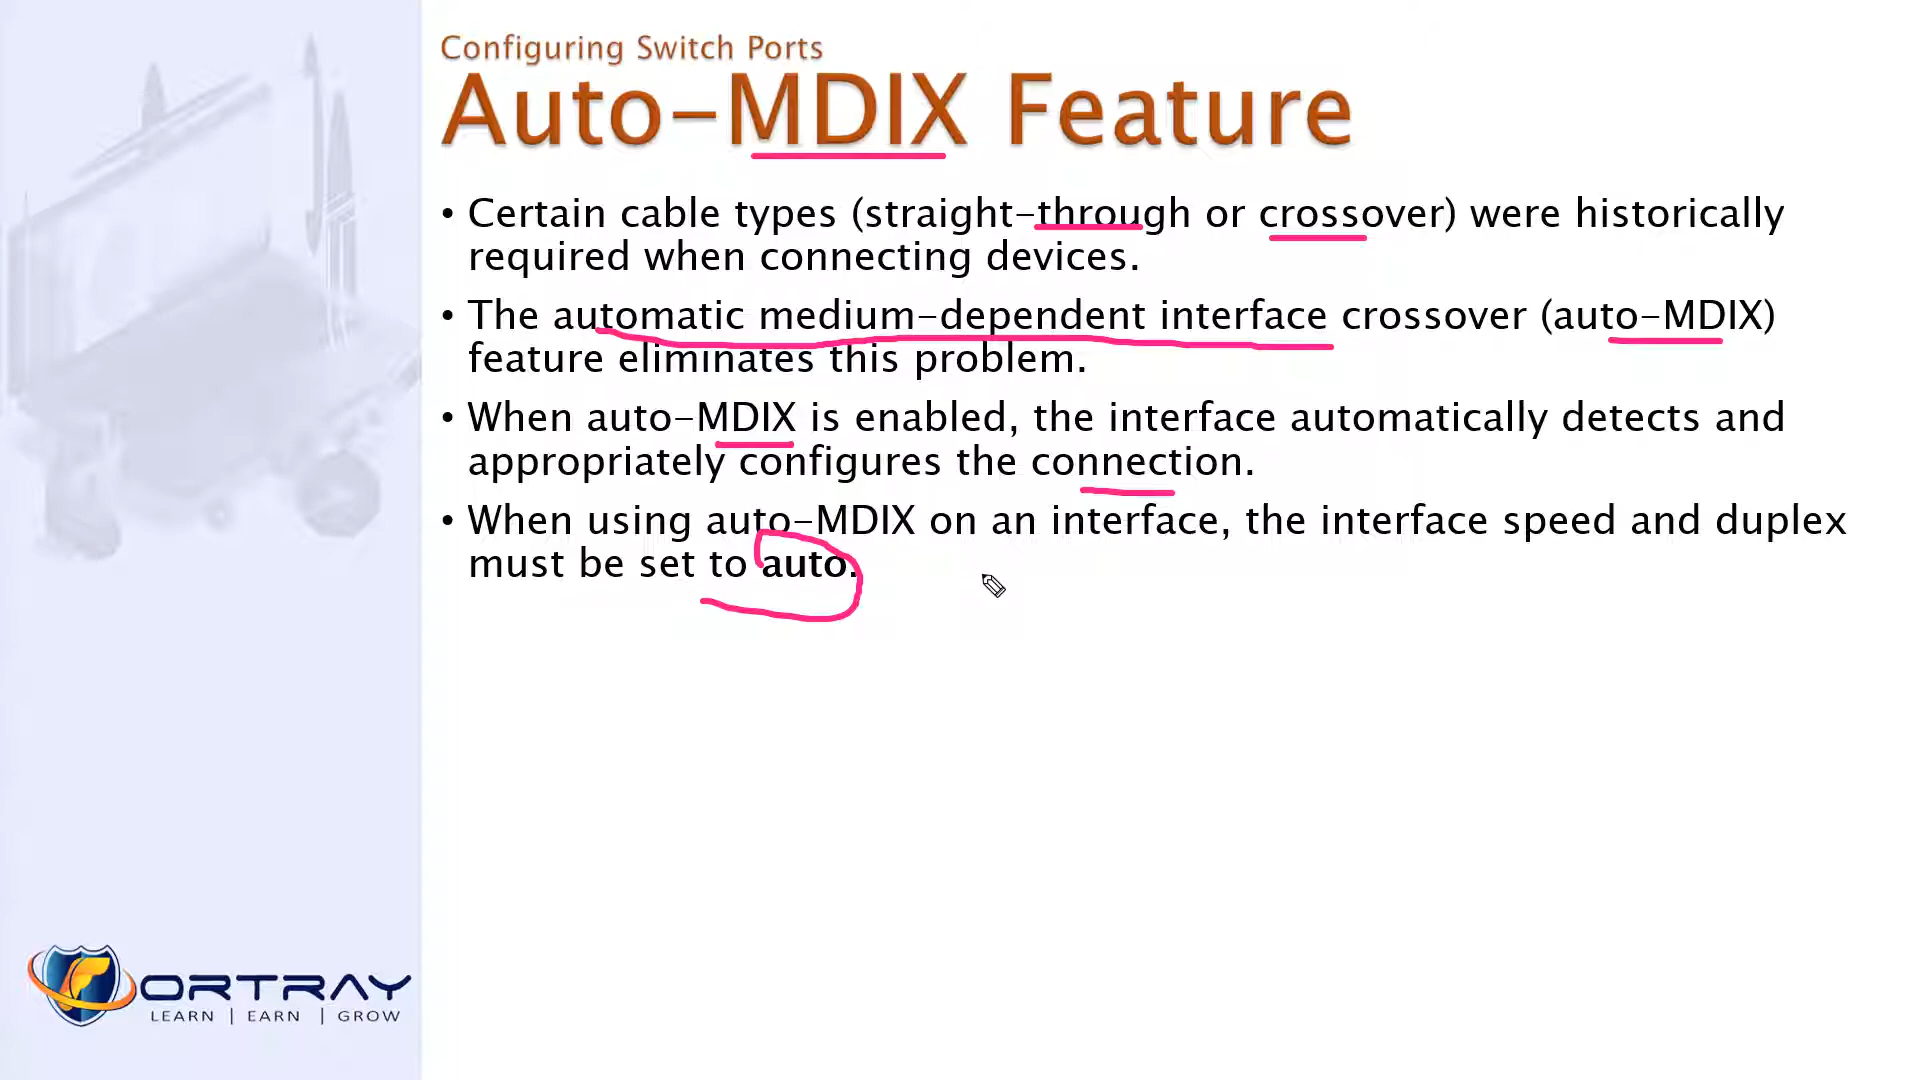 Configuring Switch Ports
Auto-MDIX Feature
• Certain cable types (straight-through or crossover) were historically
required when connecting devices.
• The automatic medium-dependent interface crossover (auto-MDIX)
feature eliminates this problem.
• When auto-MDIX is enabled, the interface automatically detects and
appropriately configures the connection.
• When using auto-MDIX on an interface, the interface speed and duplex
must be set to auto.
ORTRAY
LEARN | EARN | GROW